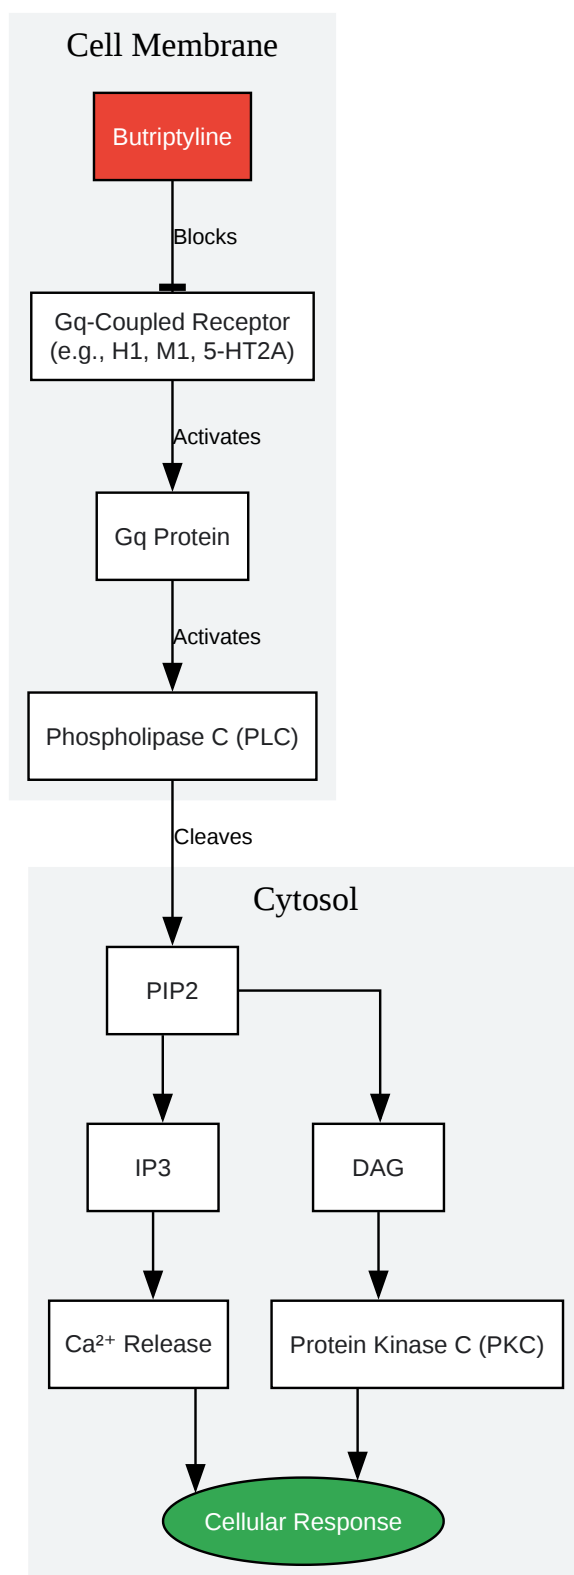 Cell Membrane
Butriptyline
Blocks
Gq-Coupled Receptor
(e.g., H1, M1, 5-HT2A)
Activates
Gq Protein
Activates
Phospholipase C (PLC)
Cleaves
Cytosol
PIP2
IP3
DAG
Ca²⁺ Release
Protein Kinase C (PKC)
Cellular Response